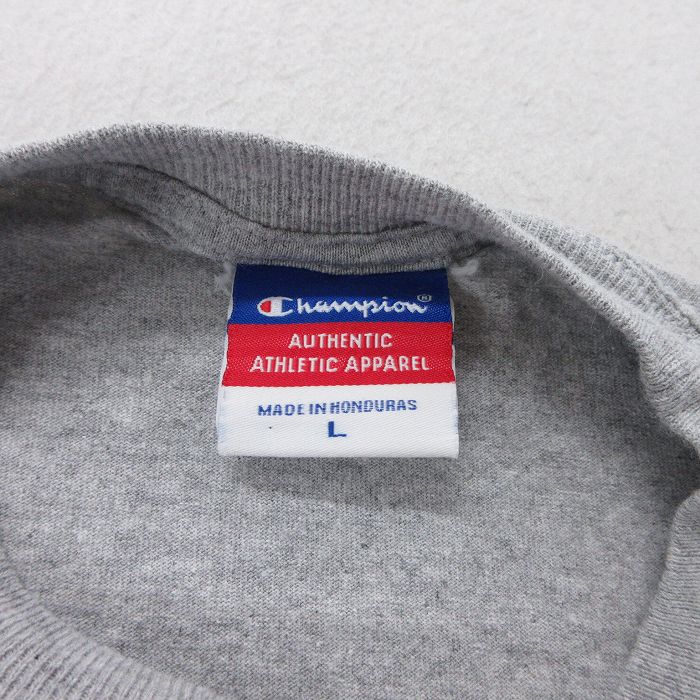 Champion®
AUTHENTIC
ATHLETIC APPAREL
MADE IN HONDURAS
L